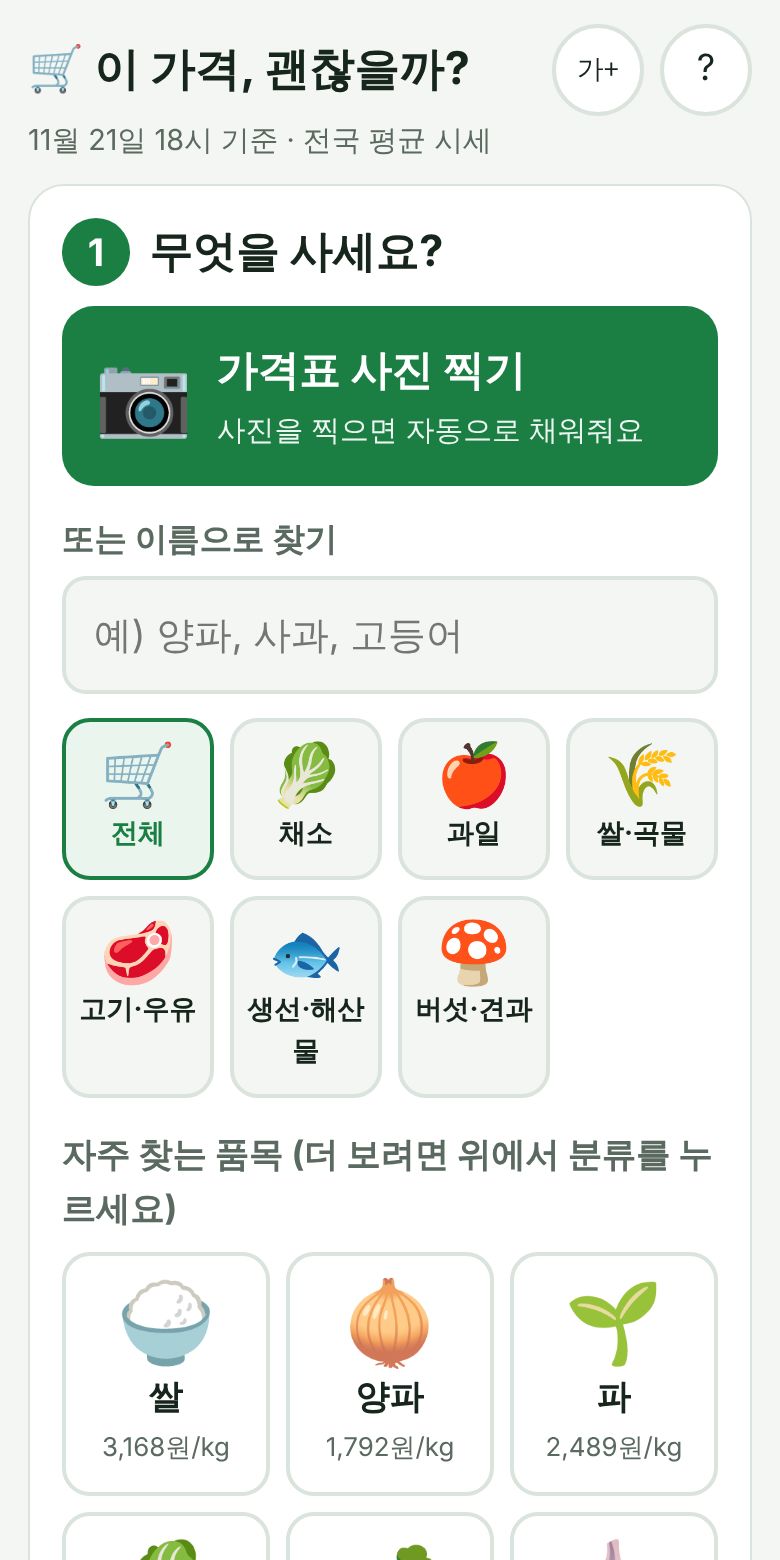 이 가격, 괜찮을까?
가+
?
11월 21일 18시 기준 · 전국 평균 시세
1 무엇을 사세요?
가격표 사진 찍기
사진을 찍으면 자동으로 채워줘요
또는 이름으로 찾기
예) 양파, 사과, 고등어
전체
채소
과일
쌀·곡물
고기·우유
생선·해산
물
버섯·견과
자주 찾는 품목 (더 보려면 위에서 분류를 누
르세요)
쌀
양파
파
3,168원/kg
1,792원/kg
2,489원/kg